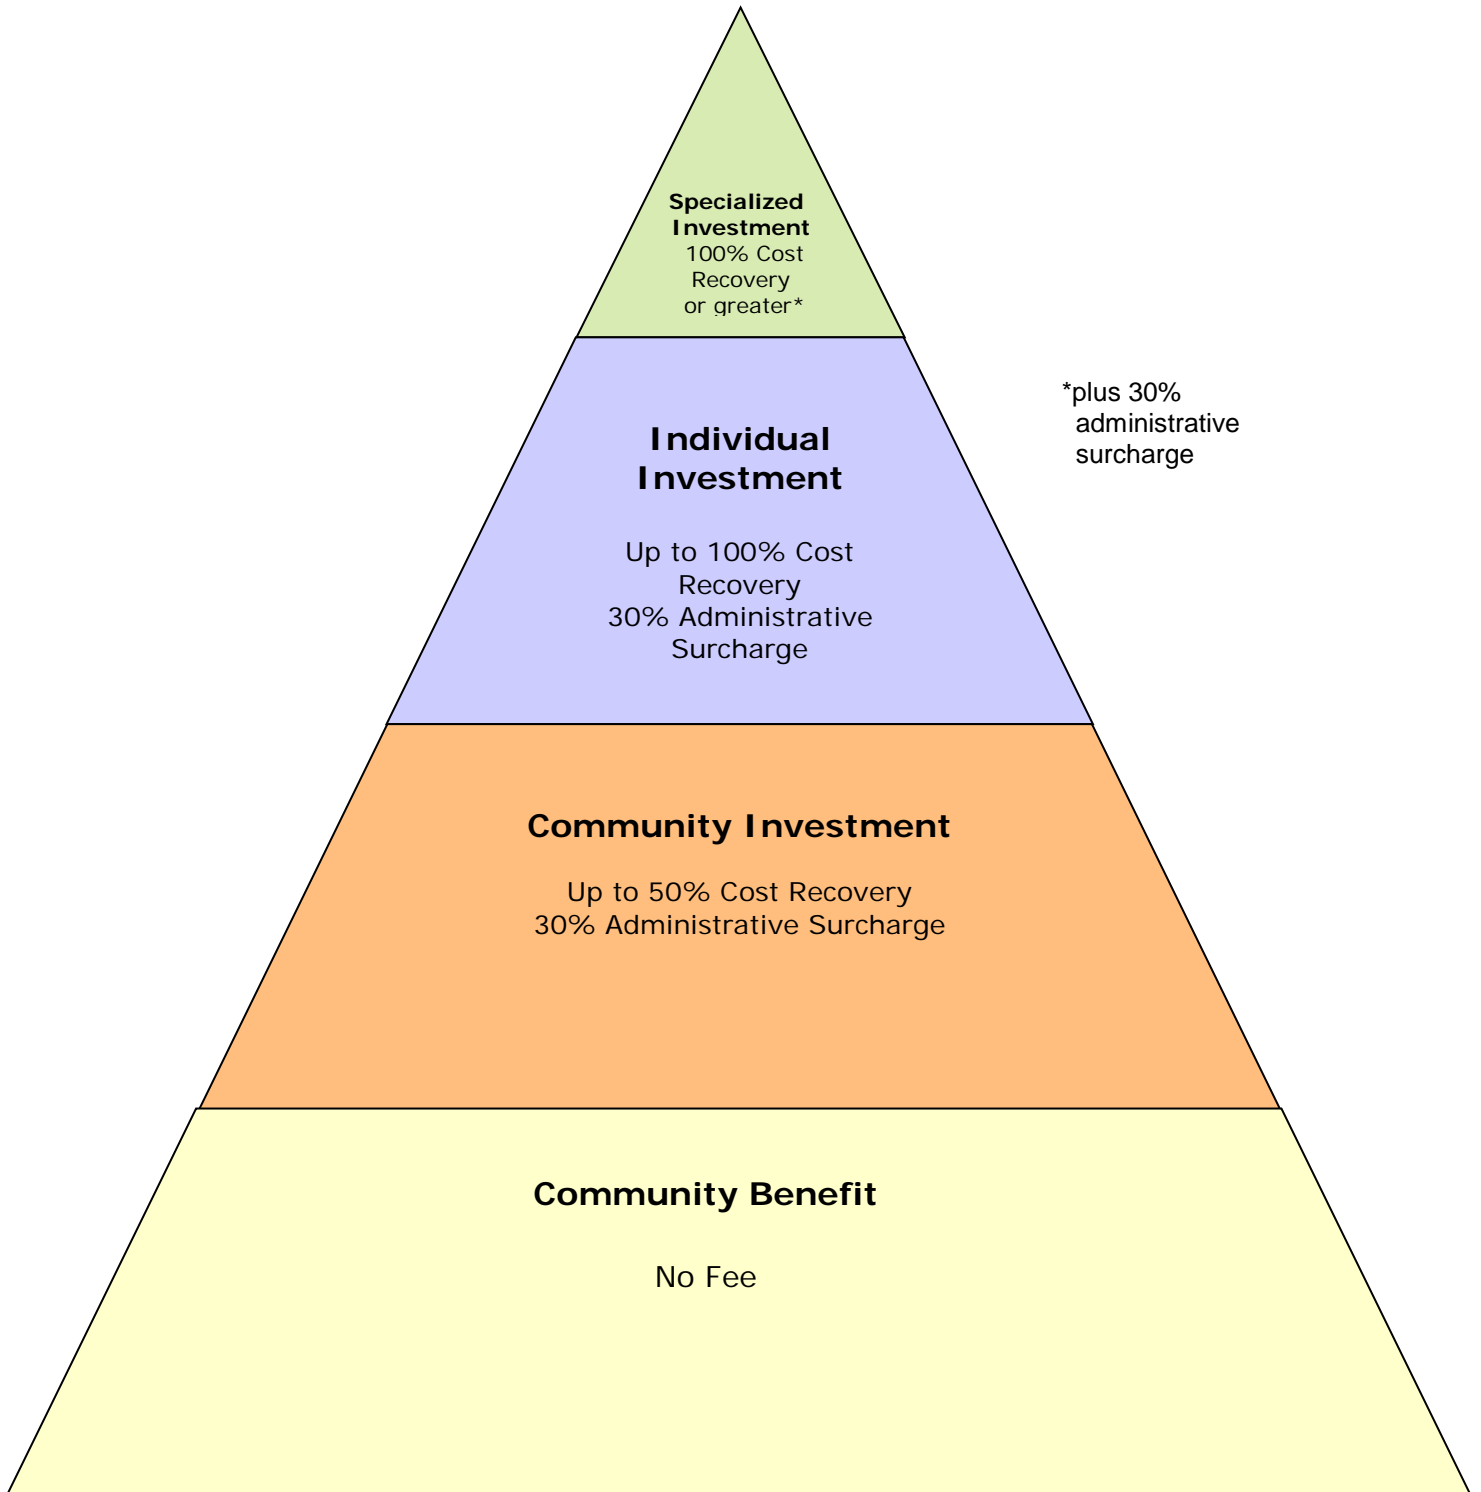 Specialized
Investment
100% Cost
Recovery
or greater*
*plus 30%
administrative
surcharge
Individual
Investment
Up to 100% Cost
Recovery
30% Administrative
Surcharge
Community Investment
Up to 50% Cost Recovery
30% Administrative Surcharge
Community Benefit
No Fee